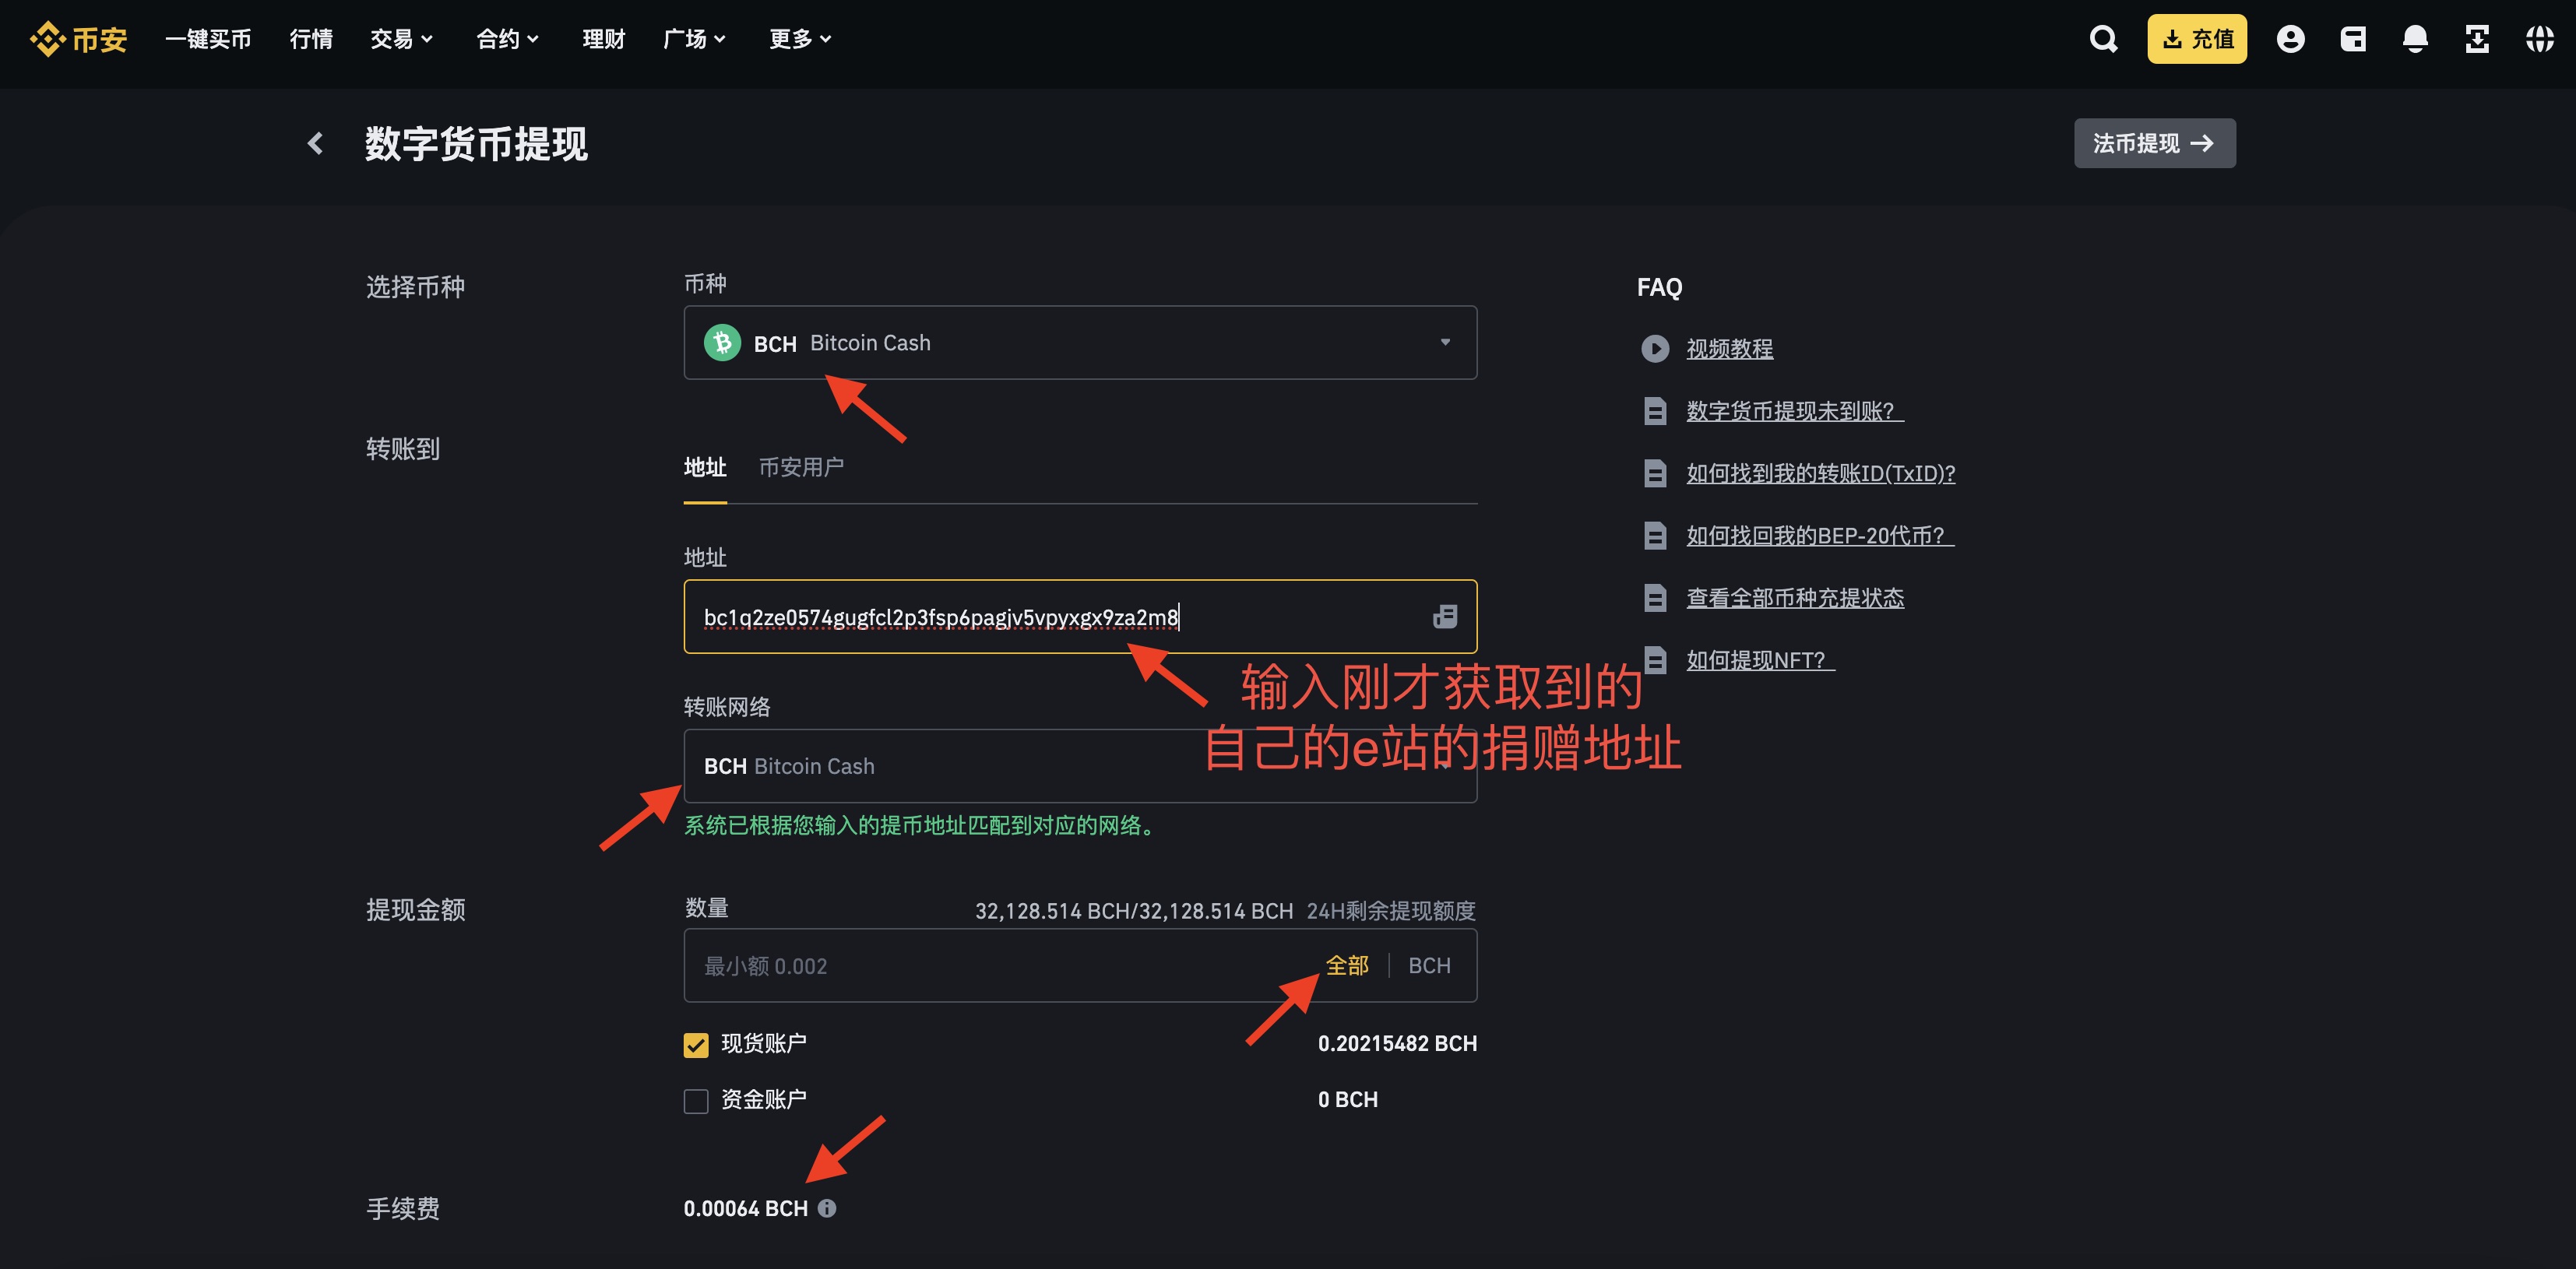 币安 一键买币 行情 交易 合约 理财 广场 更多 充值
数字货币提现
法币提现
选择币种
币种
BCH Bitcoin Cash
转账到
地址 币安用户
地址
bc1q2ze0574gugfcl2p3fsp6pagjv5vpyxgx9za2m8
输入刚才获取到的
自己的e站的捐赠地址
转账网络
BCH Bitcoin Cash
系统已根据您输入的提币地址匹配到对应的网络。
提现金额
数量 32,128.514 BCH/32,128.514 BCH 24H剩余提现额度
最小额 0.002 全部 BCH
现货账户 0.20215482 BCH
资金账户 0 BCH
手续费
0.00064 BCH
FAQ
视频教程
数字货币提现未到账？
如何找到我的转账ID(TxID)?
如何找回我的BEP-20代币？
查看全部币种充提状态
如何提现NFT？